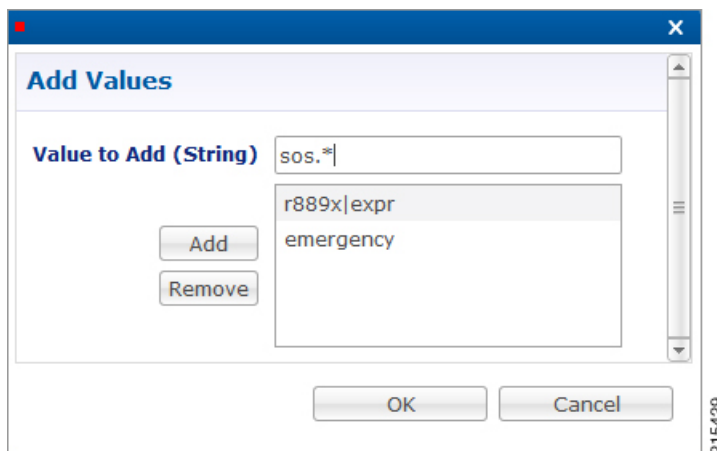 x
Add Values
Value to Add (String) sos.*
r889x|expr
Add emergency
Remove
OK Cancel